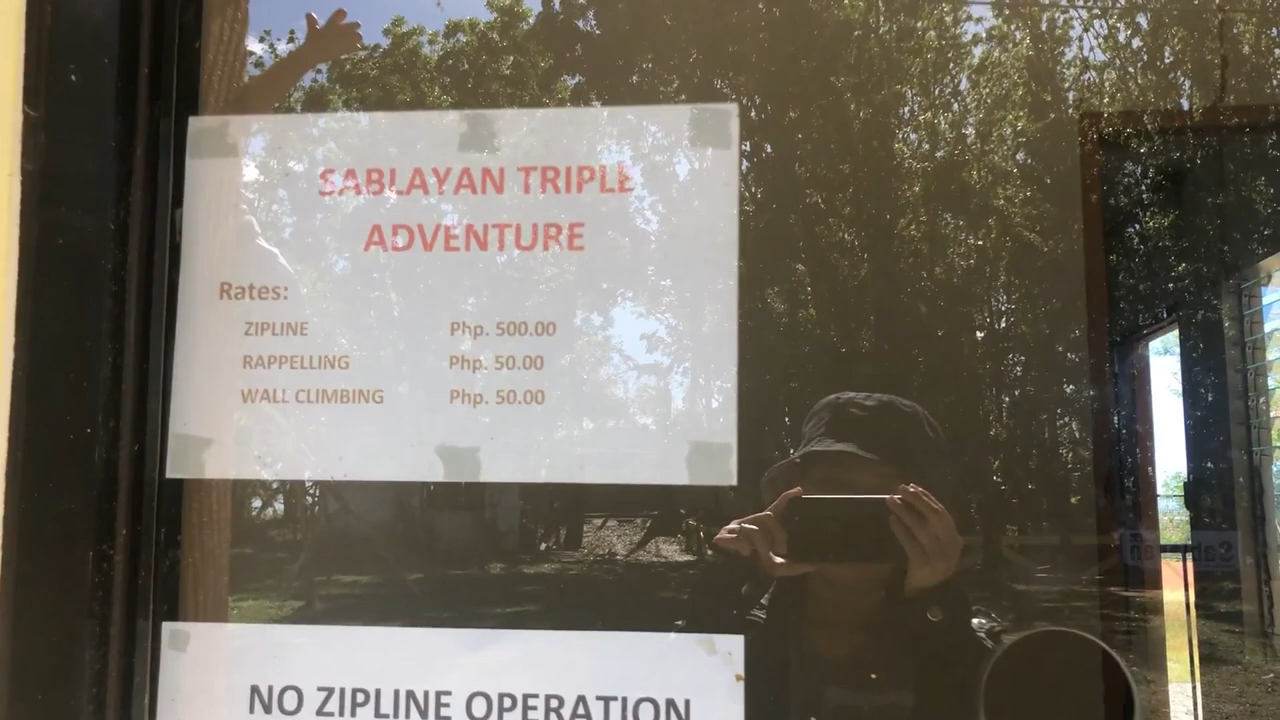 SABLAYAN TRIPLE
ADVENTURE
Rates:
ZIPLINE Php. 500.00
RAPPELLING Php. 50.00
WALL CLIMBING Php. 50.00
NO ZIPLINE OPERATION